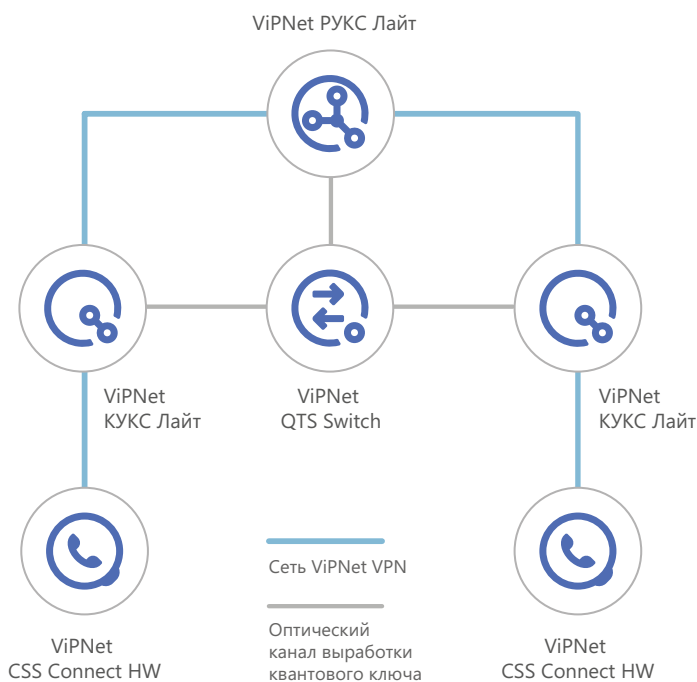 ViPNet РУКС Лайт
ViPNet
КУКС Лайт
ViPNet
QTS Switch
ViPNet
КУКС Лайт
Сеть ViPNet VPN
Оптический
канал выработки
квантового ключа
ViPNet
CSS Connect HW
ViPNet
CSS Connect HW